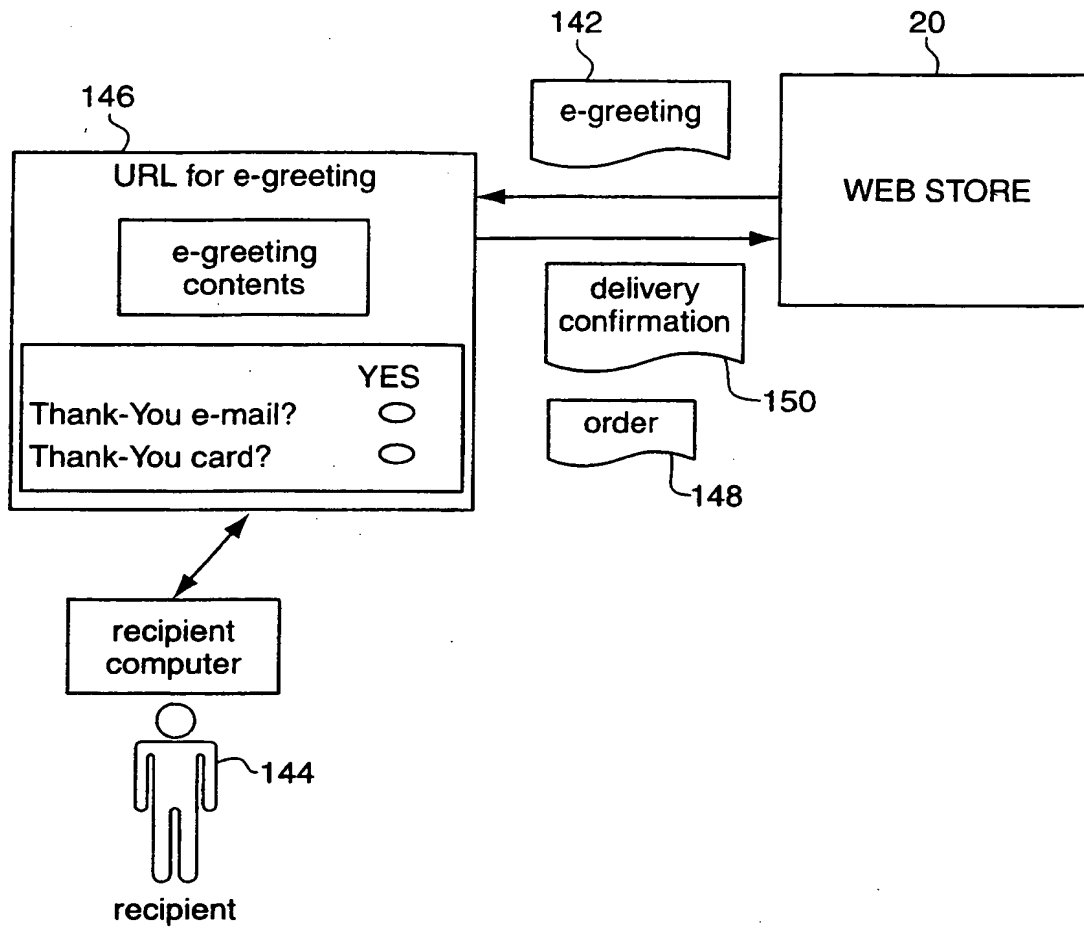 142
20
e-greeting
146
URL for e-greeting
WEB STORE
e-greeting
contents
delivery
confirmation
YES
150
Thank-You e-mail?
order
Thank-You card?
148
recipient
computer
144
recipient